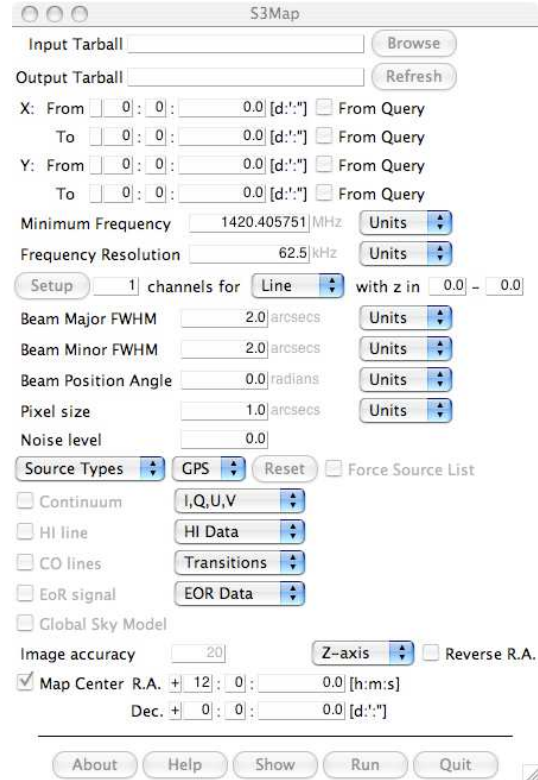 S3Map
Input Tarball Browse
Output Tarball Refresh
X: From 0 : 0 : 0.0 [d:':"] From Query
To 0 : 0 : 0.0 [d:':"] From Query
Y: From 0 : 0 : 0.0 [d:':"] From Query
To 0 : 0 : 0.0 [d:':"] From Query
Minimum Frequency 1420.405751 MHz Units
Frequency Resolution 62.5 kHz Units
Setup 1 channels for Line with z in 0.0 – 0.0
Beam Major FWHM 2.0 arcsecs Units
Beam Minor FWHM 2.0 arcsecs Units
Beam Position Angle 0.0 radians Units
Pixel size 1.0 arcsecs Units
Noise level 0.0
Source Types GPS Reset Force Source List
Continuum I,Q,U,V
HI line HI Data
CO lines Transitions
EoR signal EOR Data
Global Sky Model
Image accuracy 20 Z-axis Reverse R.A.
Map Center R.A. + 12 : 0 : 0.0 [h:m:s]
Dec. + 0 : 0 : 0.0 [d:':"]
About Help Show Run Quit